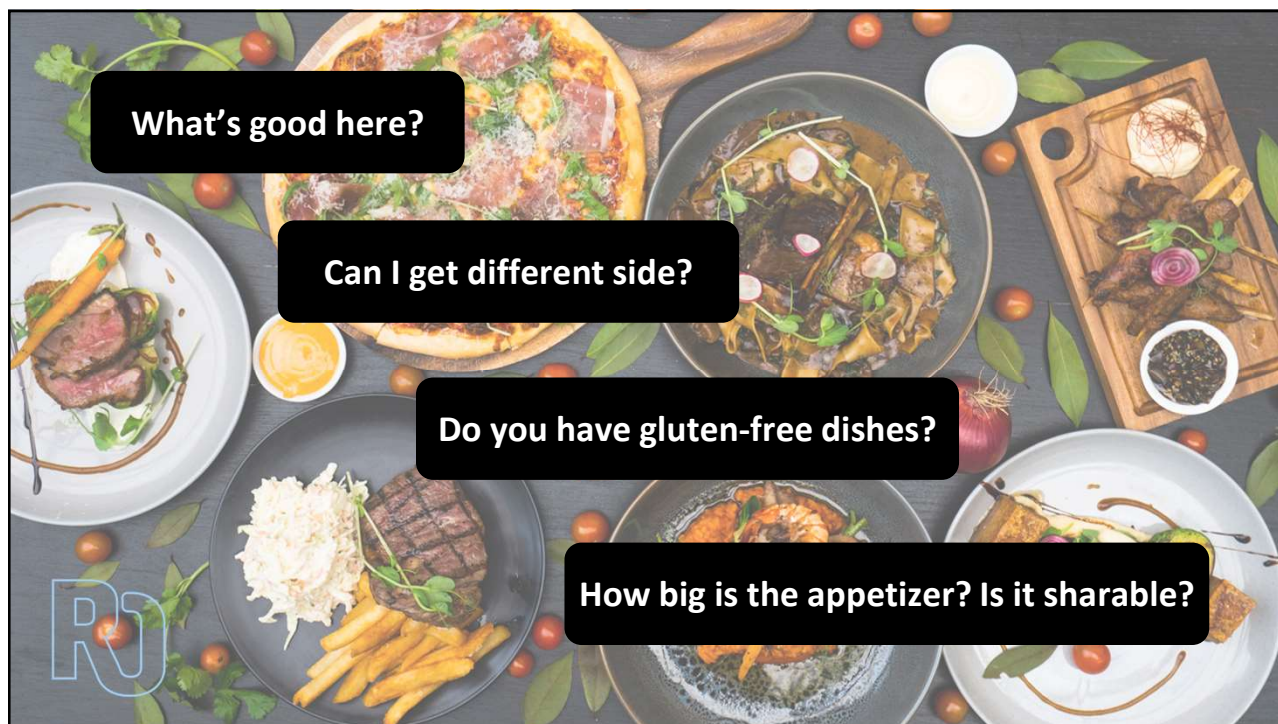 What’s good here?
Can I get different side?
Do you have gluten-free dishes?
How big is the appetizer? Is it sharable?
RO